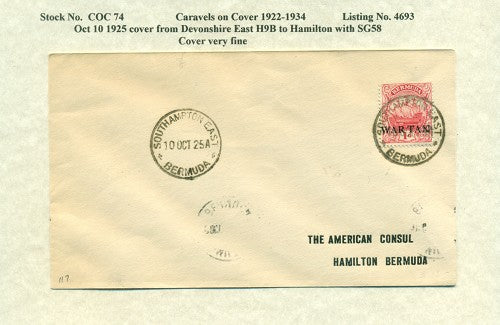 Stock No. COC 74 Caravels on Cover 1922-1934 Listing No. 4693
Oct 10 1925 cover from Devonshire East H9B to Hamilton with SG58
Cover very fine
SOUTHAMPTON EAST
10 OCT 25A
BERMUDA
BERMUDA
WAR TAX
BERMUDA
THE AMERICAN CONSUL
HAMILTON BERMUDA
117